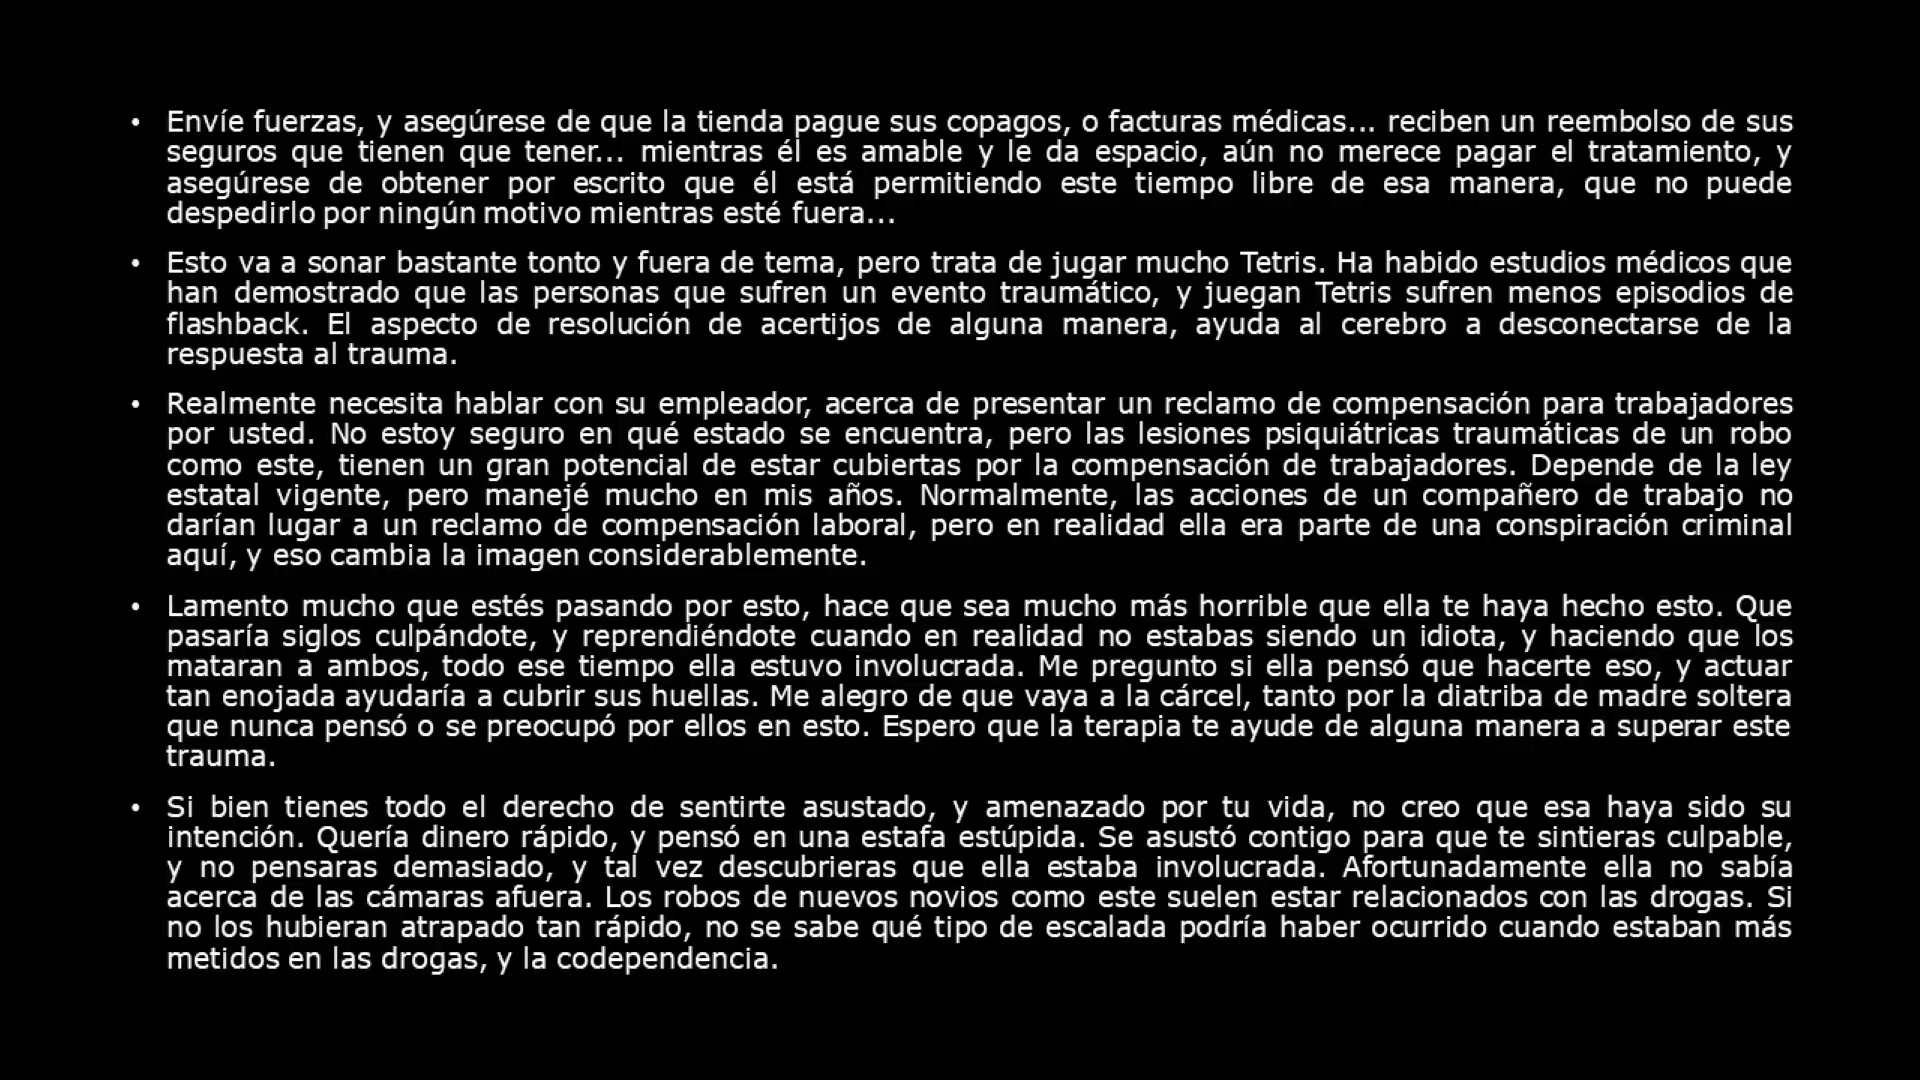 • Envíe fuerzas, y asegúrese de que la tienda pague sus copagos, o facturas médicas... reciben un reembolso de sus
seguros que tienen que tener... mientras él es amable y le da espacio, aún no merece pagar el tratamiento, y
asegúrese de obtener por escrito que él está permitiendo este tiempo libre de esa manera, que no puede
despedirlo por ningún motivo mientras esté fuera...
• Esto va a sonar bastante tonto y fuera de tema, pero trata de jugar mucho Tetris. Ha habido estudios médicos que
han demostrado que las personas que sufren un evento traumático, y juegan Tetris sufren menos episodios de
flashback. El aspecto de resolución de acertijos de alguna manera, ayuda al cerebro a desconectarse de la
respuesta al trauma.
• Realmente necesita hablar con su empleador, acerca de presentar un reclamo de compensación para trabajadores
por usted. No estoy seguro en qué estado se encuentra, pero las lesiones psiquiátricas traumáticas de un robo
como este, tienen un gran potencial de estar cubiertas por la compensación de trabajadores. Depende de la ley
estatal vigente, pero manejé mucho en mis años. Normalmente, las acciones de un compañero de trabajo no
darían lugar a un reclamo de compensación laboral, pero en realidad ella era parte de una conspiración criminal
aquí, y eso cambia la imagen considerablemente.
• Lamento mucho que estés pasando por esto, hace que sea mucho más horrible que ella te haya hecho esto. Que
pasaría siglos culpándote, y reprendiéndote cuando en realidad no estabas siendo un idiota, y haciendo que los
mataran a ambos, todo ese tiempo ella estuvo involucrada. Me pregunto si ella pensó que hacerte eso, y actuar
tan enojada ayudaría a cubrir sus huellas. Me alegro de que vaya a la cárcel, tanto por la diatriba de madre soltera
que nunca pensó o se preocupó por ellos en esto. Espero que la terapia te ayude de alguna manera a superar este
trauma.
• Si bien tienes todo el derecho de sentirte asustado, y amenazado por tu vida, no creo que esa haya sido su
intención. Quería dinero rápido, y pensó en una estafa estúpida. Se asustó contigo para que te sintieras culpable,
y no pensaras demasiado, y tal vez descubrieras que ella estaba involucrada. Afortunadamente ella no sabía
acerca de las cámaras afuera. Los robos de nuevos novios como este suelen estar relacionados con las drogas. Si
no los hubieran atrapado tan rápido, no se sabe qué tipo de escalada podría haber ocurrido cuando estaban más
metidos en las drogas, y la codependencia.